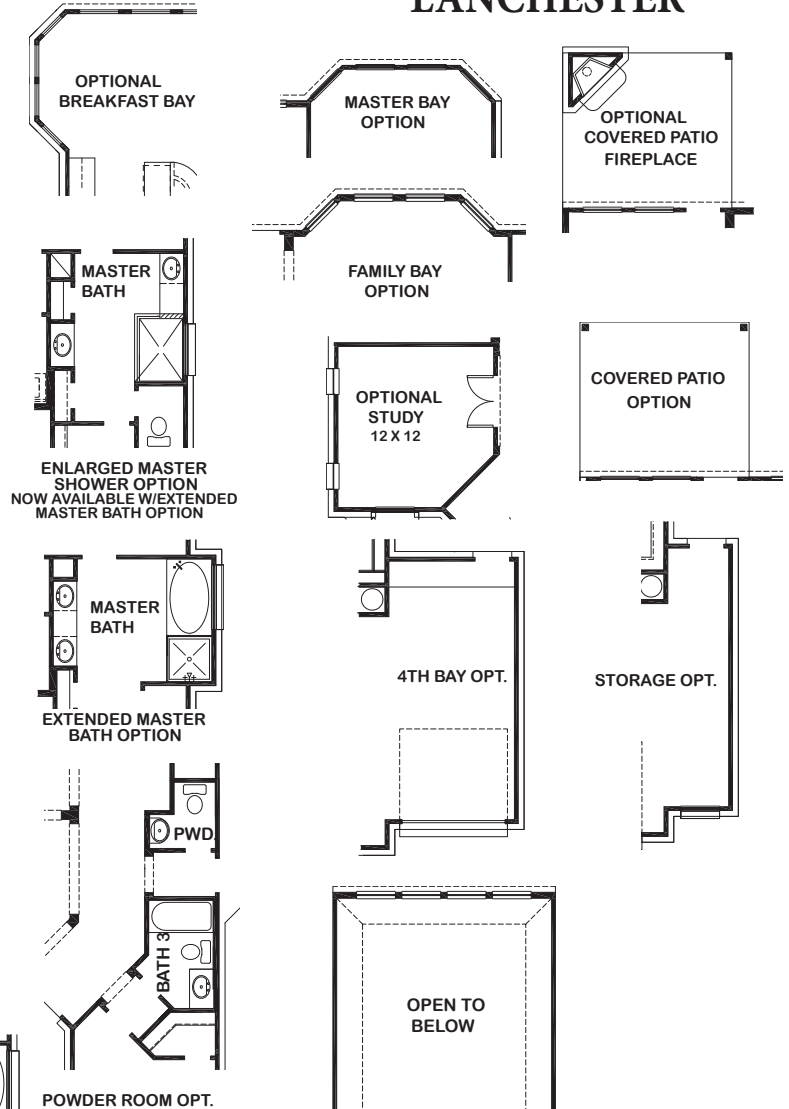 LANCHESTER
OPTIONAL
BREAKFAST BAY
MASTER BAY
OPTION
OPTIONAL
COVERED PATIO
FIREPLACE
MASTER
BATH
FAMILY BAY
OPTION
OPTIONAL
STUDY
12 X 12
COVERED PATIO
OPTION
ENLARGED MASTER
SHOWER OPTION
NOW AVAILABLE W/EXTENDED
MASTER BATH OPTION
MASTER
BATH
EXTENDED MASTER
BATH OPTION
4TH BAY OPT.
STORAGE OPT.
PWD.
BATH 3
POWDER ROOM OPT.
OPEN TO
BELOW